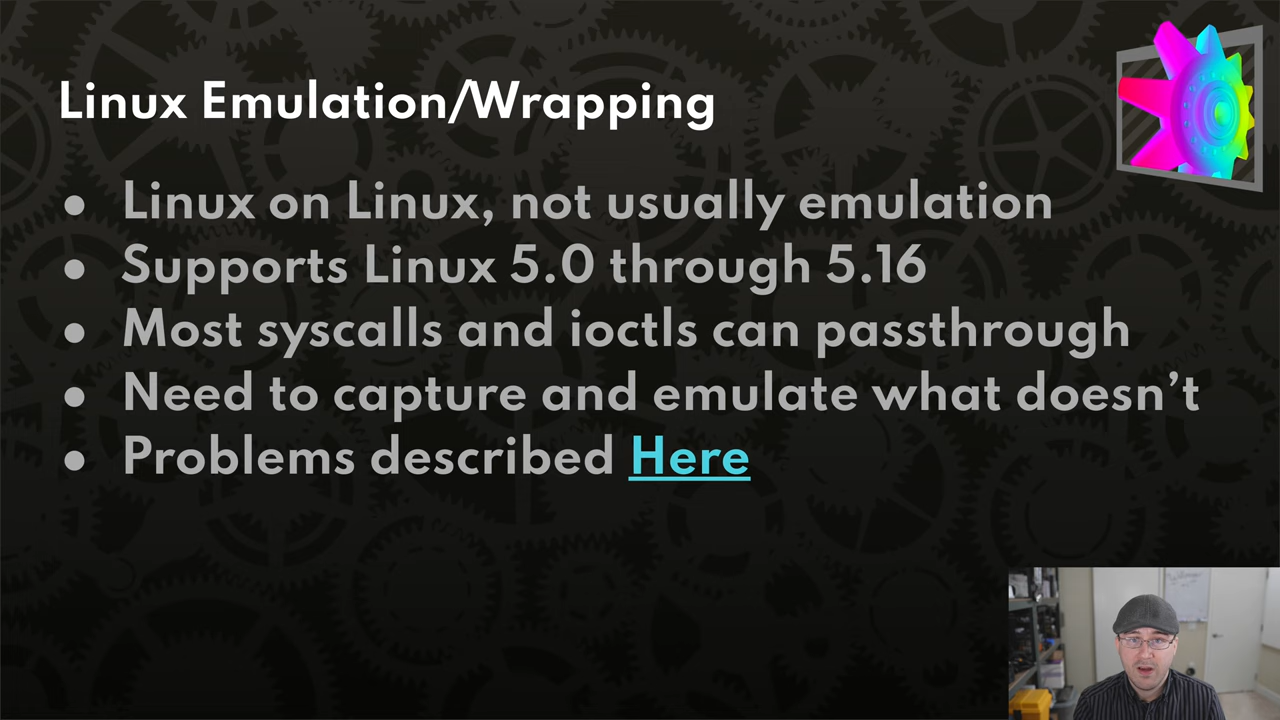 Linux Emulation/Wrapping
● Linux on Linux, not usually emulation
● Supports Linux 5.0 through 5.16
● Most syscalls and ioctls can passthrough
● Need to capture and emulate what doesn’t
● Problems described Here